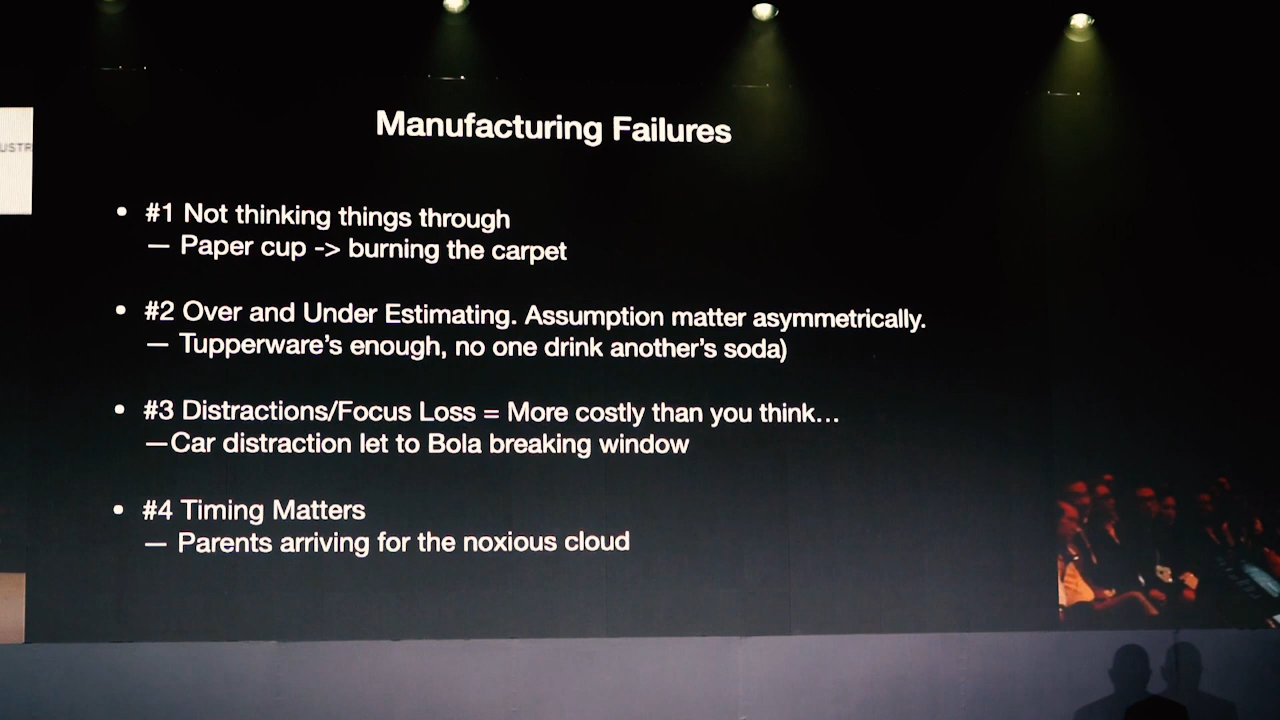 USTR
Manufacturing Failures
• #1 Not thinking things through
— Paper cup -> burning the carpet
• #2 Over and Under Estimating. Assumption matter asymmetrically.
— Tupperware’s enough, no one drink another’s soda)
• #3 Distractions/Focus Loss = More costly than you think…
—Car distraction let to Bola breaking window
• #4 Timing Matters
— Parents arriving for the noxious cloud